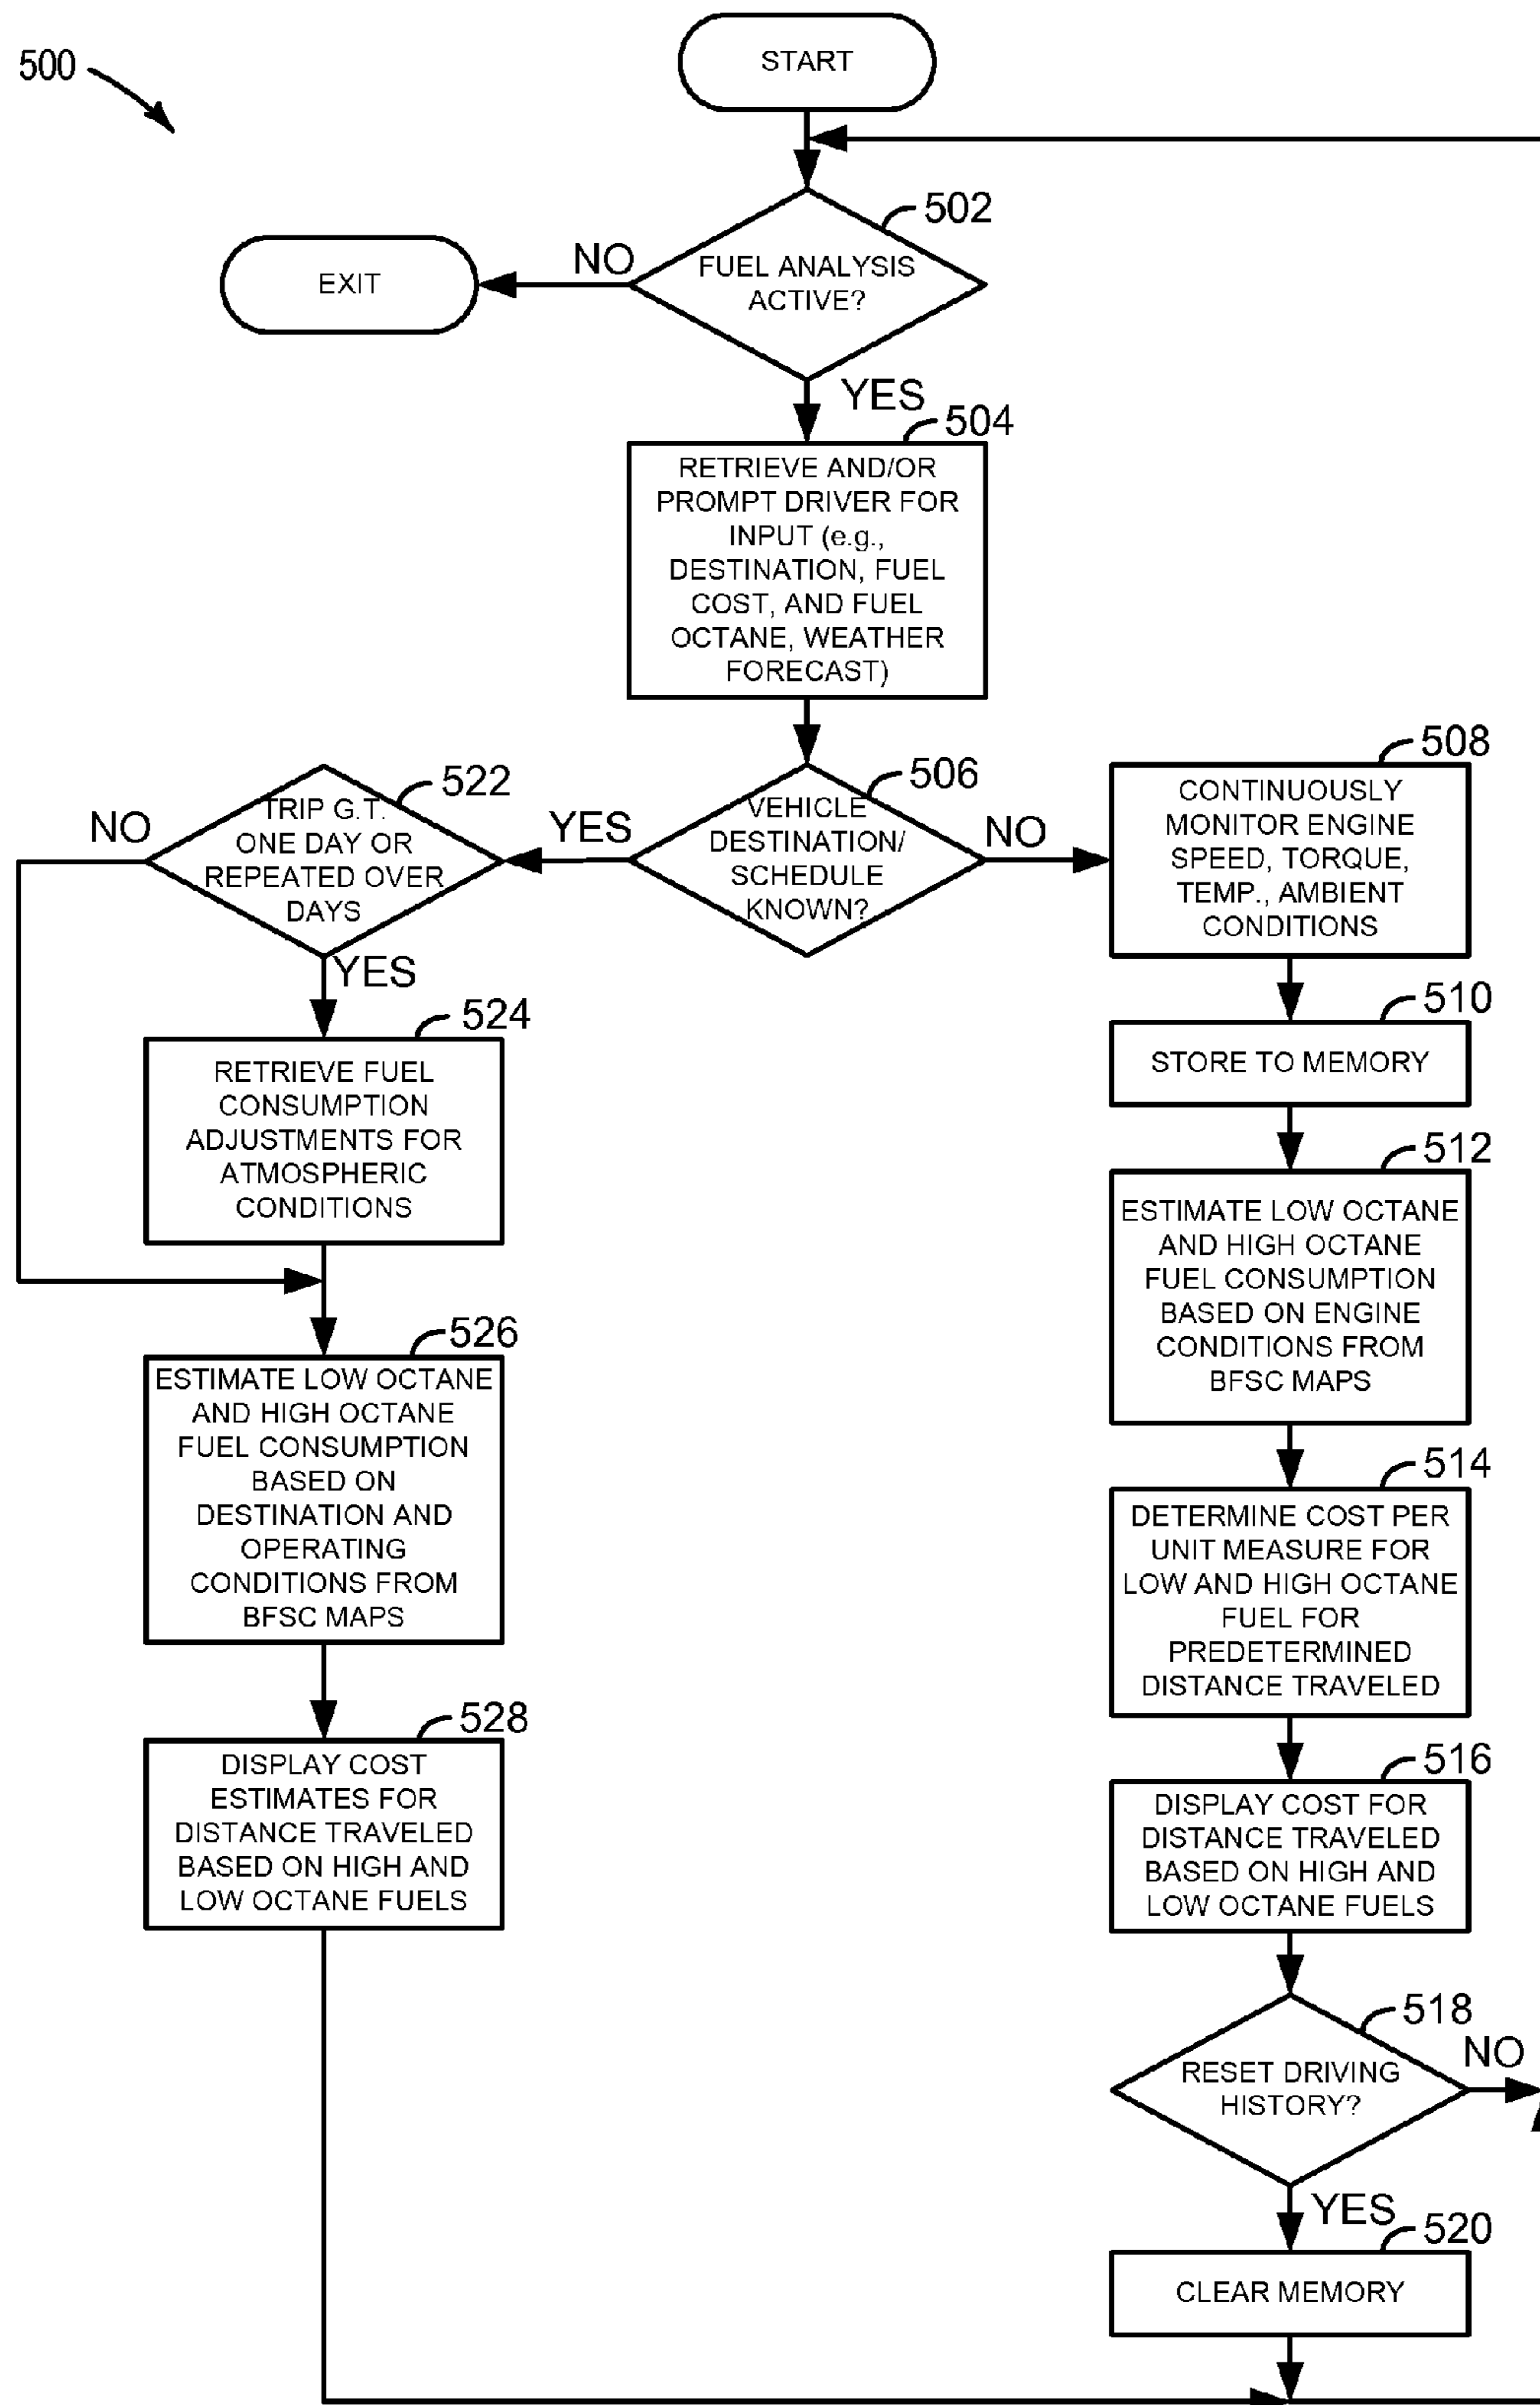 500
START
502
FUEL ANALYSIS
ACTIVE?
NO
EXIT
YES
504
RETRIEVE AND/OR
PROMPT DRIVER FOR
INPUT (e.g.,
DESTINATION, FUEL
COST, AND FUEL
OCTANE, WEATHER
FORECAST)
506
VEHICLE
DESTINATION/
SCHEDULE
KNOWN?
YES
NO
522
TRIP G.T.
ONE DAY OR
REPEATED OVER
DAYS
NO
YES
524
RETRIEVE FUEL
CONSUMPTION
ADJUSTMENTS FOR
ATMOSPHERIC
CONDITIONS
526
ESTIMATE LOW OCTANE
AND HIGH OCTANE
FUEL CONSUMPTION
BASED ON
DESTINATION AND
OPERATING
CONDITIONS FROM
BFSC MAPS
528
DISPLAY COST
ESTIMATES FOR
DISTANCE TRAVELED
BASED ON HIGH AND
LOW OCTANE FUELS
508
CONTINUOUSLY
MONITOR ENGINE
SPEED, TORQUE,
TEMP., AMBIENT
CONDITIONS
510
STORE TO MEMORY
512
ESTIMATE LOW OCTANE
AND HIGH OCTANE
FUEL CONSUMPTION
BASED ON ENGINE
CONDITIONS FROM
BFSC MAPS
514
DETERMINE COST PER
UNIT MEASURE FOR
LOW AND HIGH OCTANE
FUEL FOR
PREDETERMINED
DISTANCE TRAVELED
516
DISPLAY COST FOR
DISTANCE TRAVELED
BASED ON HIGH AND
LOW OCTANE FUELS
518
RESET DRIVING
HISTORY?
NO
YES
520
CLEAR MEMORY